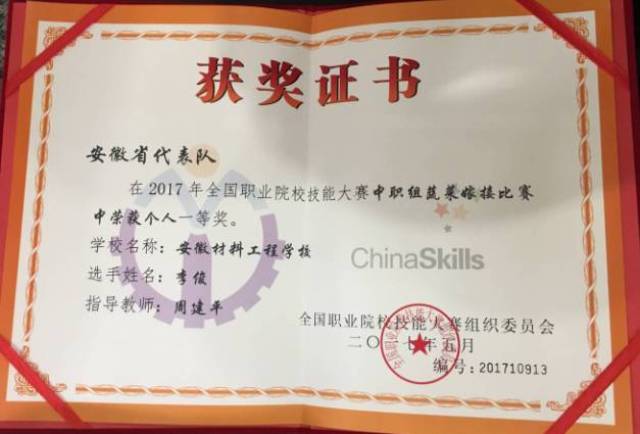 获奖证书
安徽省代表队
在2017年全国职业院校技能大赛中职组蔬菜嫁接比赛
中荣获个人一等奖。
学校名称：安徽材料工程学校
选手姓名：李俊
指导教师：周建平
ChinaSkills
全国职业院校技能大赛组织委员会
二〇一七年五月
编号：201710913